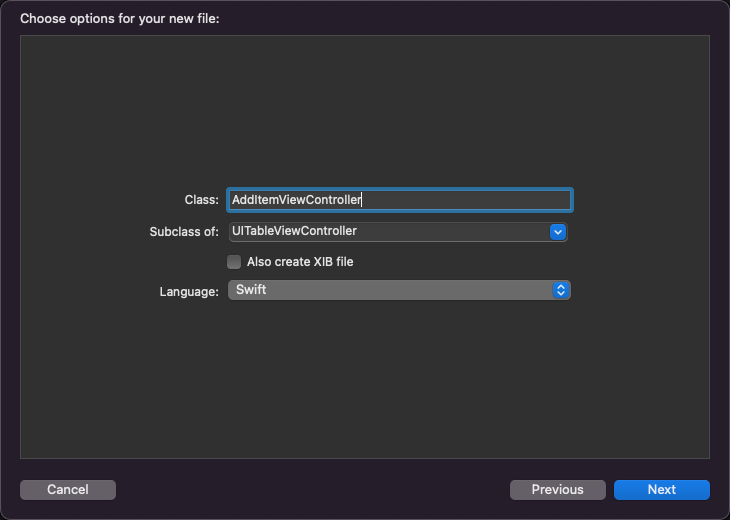 Choose options for your new file:
Class: AddItemViewController
Subclass of: UITableViewController
Also create XIB file
Language: Swift
Cancel Previous Next